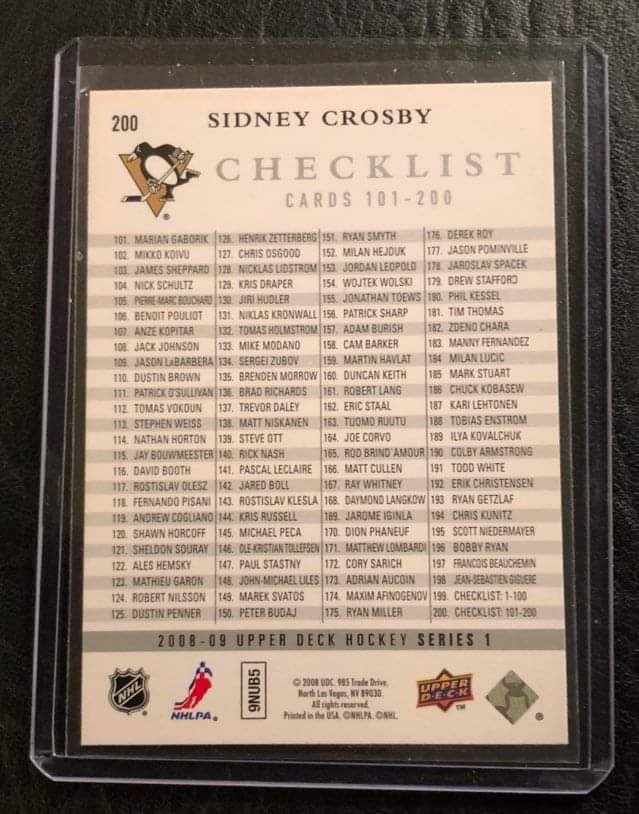 200
SIDNEY CROSBY
CHECKLIST
CARDS 101-200
101. MARIAN GABORIK
102. MIKKO KOIVU
103. JAMES SHEPPARD
104. NICK SCHULTZ
105. PIERRE-MARC BOUCHARD
106. BENOIT POULIOT
107. ANZE KOPITAR
108. JACK JOHNSON
109. JASON LaBARBERA
110. DUSTIN BROWN
111. PATRICK O'SULLIVAN
112. TOMAS VOKOUN
113. STEPHEN WEISS
114. NATHAN HORTON
115. JAY BOUWMEESTER
116. DAVID BOOTH
117. ROSTISLAV OLESZ
118. FERNANDO PISANI
119. ANDREW COGLIANO
120. SHAWN HORCOFF
121. SHELDON SOURAY
122. ALES HEMSKY
123. MATHIEU GARON
124. ROBERT NILSSON
125. DUSTIN PENNER
126. HENRIK ZETTERBERG
127. CHRIS OSGOOD
128. NICKLAS LIDSTROM
129. KRIS DRAPER
130. JIRI HUDLER
131. NIKLAS KRONWALL
132. TOMAS HOLMSTROM
133. MIKE MODANO
134. SERGEI ZUBOV
135. BRENDEN MORROW
136. BRAD RICHARDS
137. TREVOR DALEY
138. MATT NISKANEN
139. STEVE OTT
140. RICK NASH
141. PASCAL LECLAIRE
142. JARED BOLL
143. ROSTISLAV KLESLA
144. KRIS RUSSELL
145. MICHAEL PECA
146. OLE-KRISTIAN TOLLEFSEN
147. PAUL STASTNY
148. JOHN-MICHAEL LILES
149. MAREK SVATOS
150. PETER BUDAJ
151. RYAN SMYTH
152. MILAN HEJDUK
153. JORDAN LEOPOLD
154. WOJTEK WOLSKI
155. JONATHAN TOEWS
156. PATRICK SHARP
157. ADAM BURISH
158. CAM BARKER
159. MARTIN HAVLAT
160. DUNCAN KEITH
161. ROBERT LANG
162. ERIC STAAL
163. TUOMO RUUTU
164. JOE CORVO
165. ROD BRIND'AMOUR
166. MATT CULLEN
167. RAY WHITNEY
168. DAYMOND LANGKOW
169. JAROME IGINLA
170. DION PHANEUF
171. MATTHEW LOMBARDI
172. CORY SARICH
173. ADRIAN AUCOIN
174. MAXIM AFINOGENOV
175. RYAN MILLER
176. DEREK ROY
177. JASON POMINVILLE
178. JAROSLAV SPACEK
179. DREW STAFFORD
180. PHIL KESSEL
181. TIM THOMAS
182. ZDENO CHARA
183. MANNY FERNANDEZ
184. MILAN LUCIC
185. MARK STUART
186. CHUCK KOBASEW
187. KARI LEHTONEN
188. TOBIAS ENSTROM
189. ILYA KOVALCHUK
190. COLBY ARMSTRONG
191. TODD WHITE
192. ERIK CHRISTENSEN
193. RYAN GETZLAF
194. CHRIS KUNITZ
195. SCOTT NIEDERMAYER
196. BOBBY RYAN
197. FRANCOIS BEAUCHEMIN
198. JEAN-SEBASTIEN GIGUERE
199. CHECKLIST: 1-100
200. CHECKLIST: 101-200
2008-09 UPPER DECK HOCKEY SERIES 1
NHL
NHLPA®
9NUB5
© 2008 UDC. 985 Trade Drive,
North Las Vegas, NV 89030.
All rights reserved.
Printed in the USA. ©NHLPA. ©NHL.
UPPER
DECK
TM
®